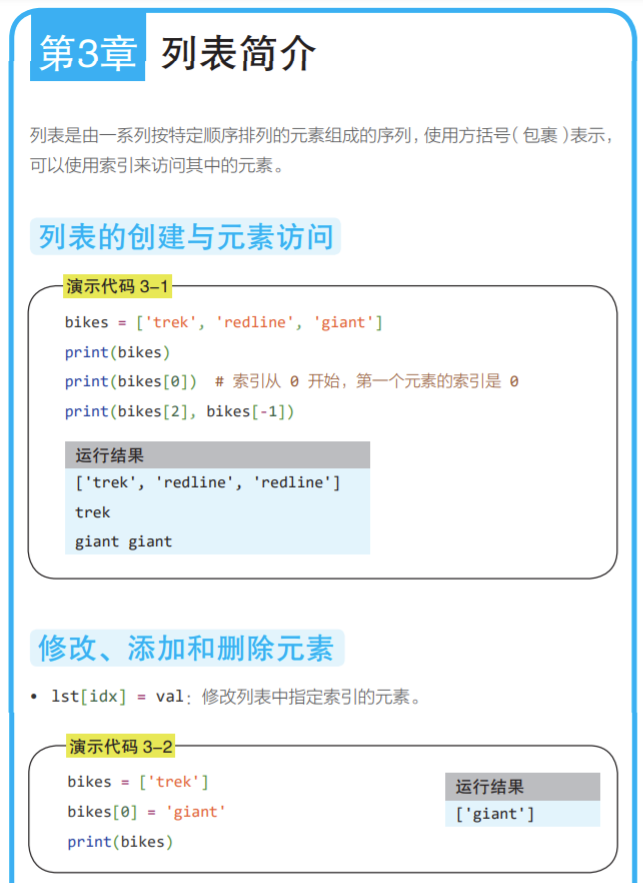 第3章 列表简介
列表是由一系列按特定顺序排列的元素组成的序列，使用方括号（包裹）表示，
可以使用索引来访问其中的元素。
列表的创建与元素访问
演示代码 3–1
bikes = ['trek', 'redline', 'giant']
print(bikes)
print(bikes[0])  # 索引从 0 开始，第一个元素的索引是 0
print(bikes[2], bikes[-1])
运行结果
['trek', 'redline', 'redline']
trek
giant giant
修改、添加和删除元素
• lst[idx] = val：修改列表中指定索引的元素。
演示代码 3–2
bikes = ['trek']
bikes[0] = 'giant'
print(bikes)
运行结果
['giant']